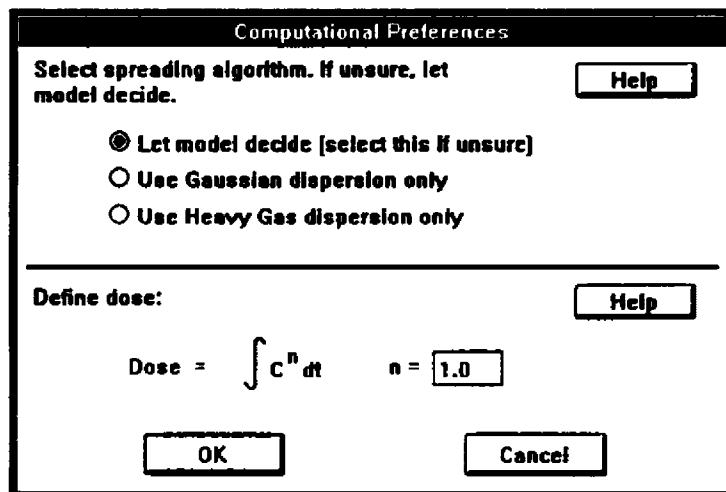 Computational Preferences
Select spreading algorithm. If unsure, let
model decide.
Help
Let model decide [select this if unsure]
Use Gaussian dispersion only
Use Heavy Gas dispersion only
Define dose:
Help
Dose = ∫ C^n dt n = 1.0
OK
Cancel